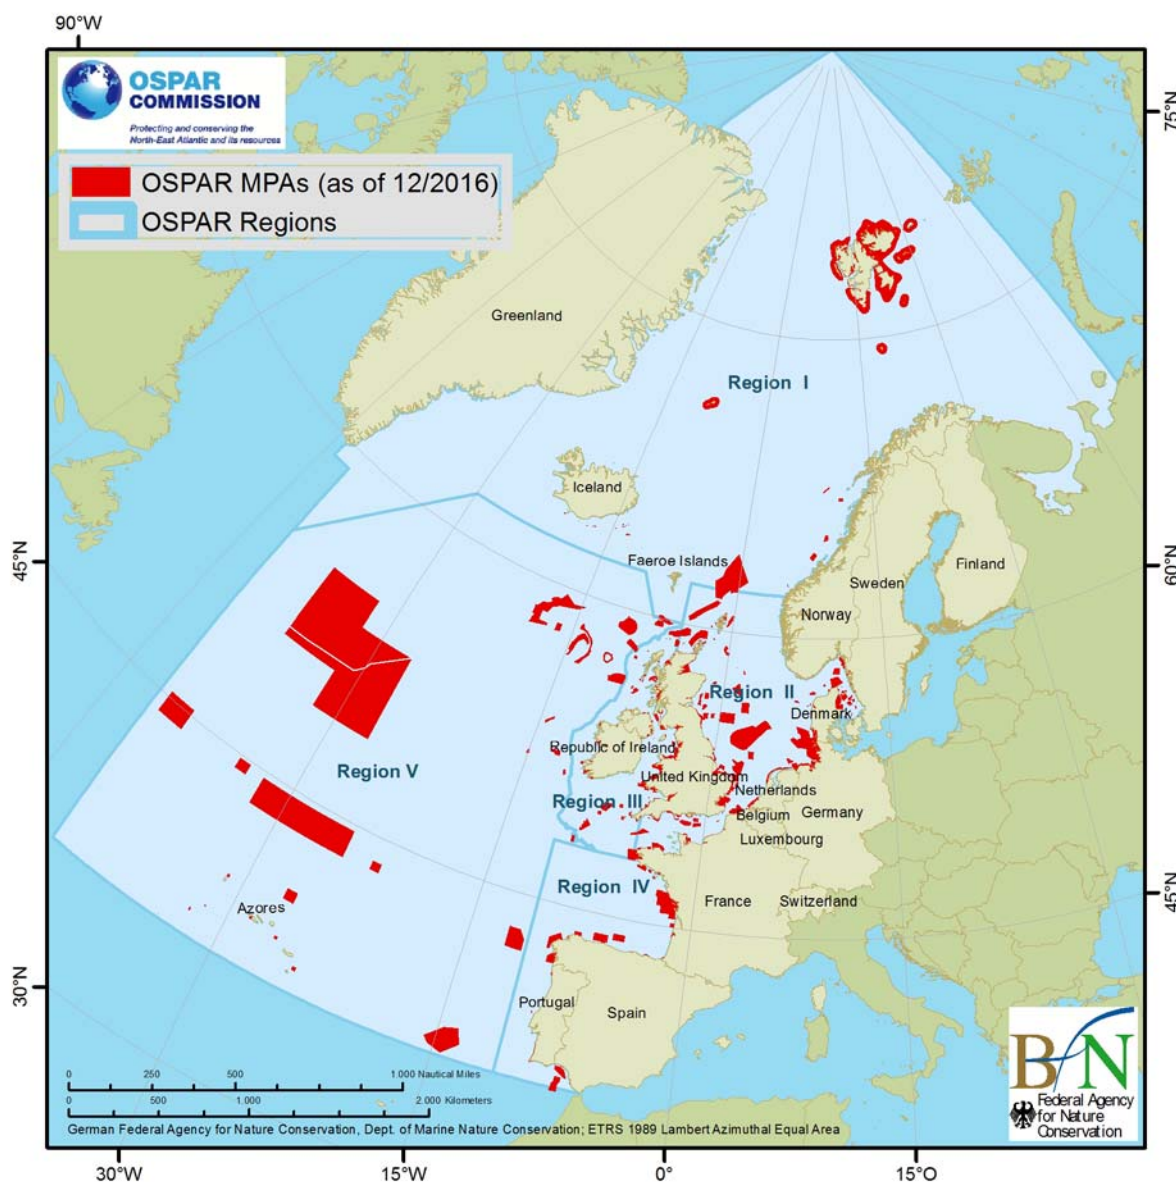 90°W
OSPAR
COMMISSION
Protecting and conserving the
North-East Atlantic and its resources
75°N
OSPAR MPAs (as of 12/2016)
OSPAR Regions
Greenland
Region I
Iceland
45°N
Faeroe Islands
60°N
Sweden
Finland
Norway
Region II
Denmark
Republic of Ireland
Region V
United Kingdom
Netherlands
Region III
Belgium
Germany
Luxembourg
Region IV
45°N
France
Switzerland
Azores
30°N
Portugal
Spain
0 250 500 1.000 Nautical Miles
0 500 1.000 2.000 Kilometers
German Federal Agency for Nature Conservation, Dept. of Marine Nature Conservation; ETRS 1989 Lambert Azimuthal Equal Area
BfN
Federal Agency
for Nature
Conservation
30°W
15°W
0°
15°O